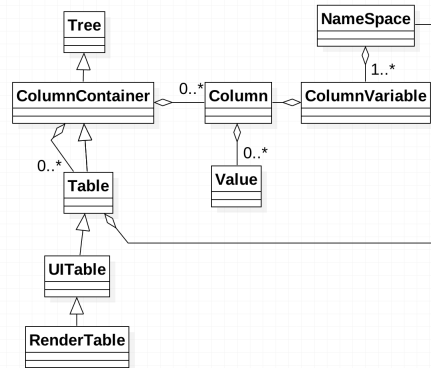 NameSpace
Tree
1..*
ColumnContainer
0..*
Column
ColumnVariable
0..*
0..*
Table
Value
UITable
RenderTable